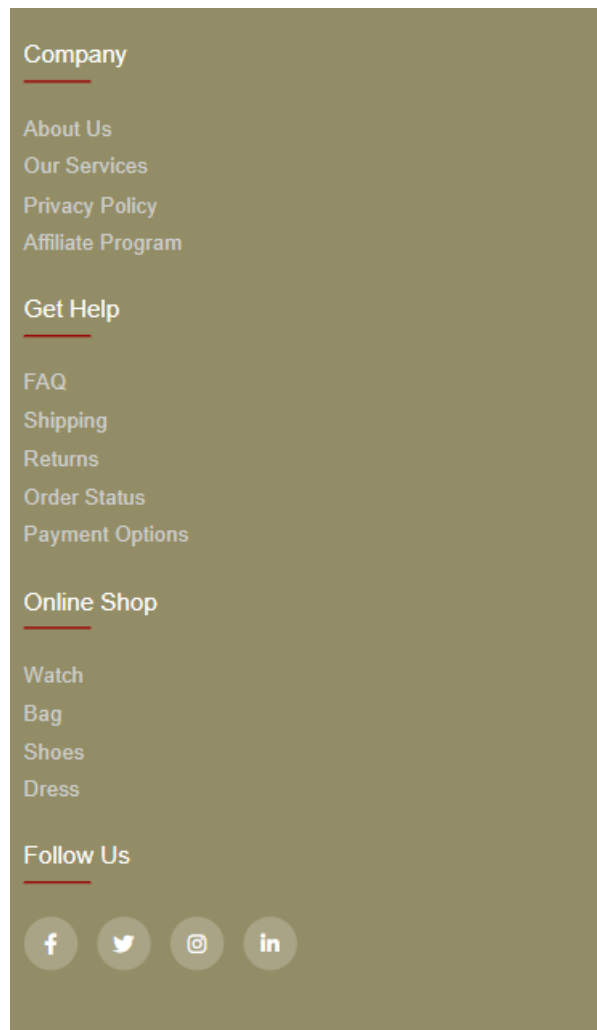 Company
About Us
Our Services
Privacy Policy
Affiliate Program
Get Help
FAQ
Shipping
Returns
Order Status
Payment Options
Online Shop
Watch
Bag
Shoes
Dress
Follow Us